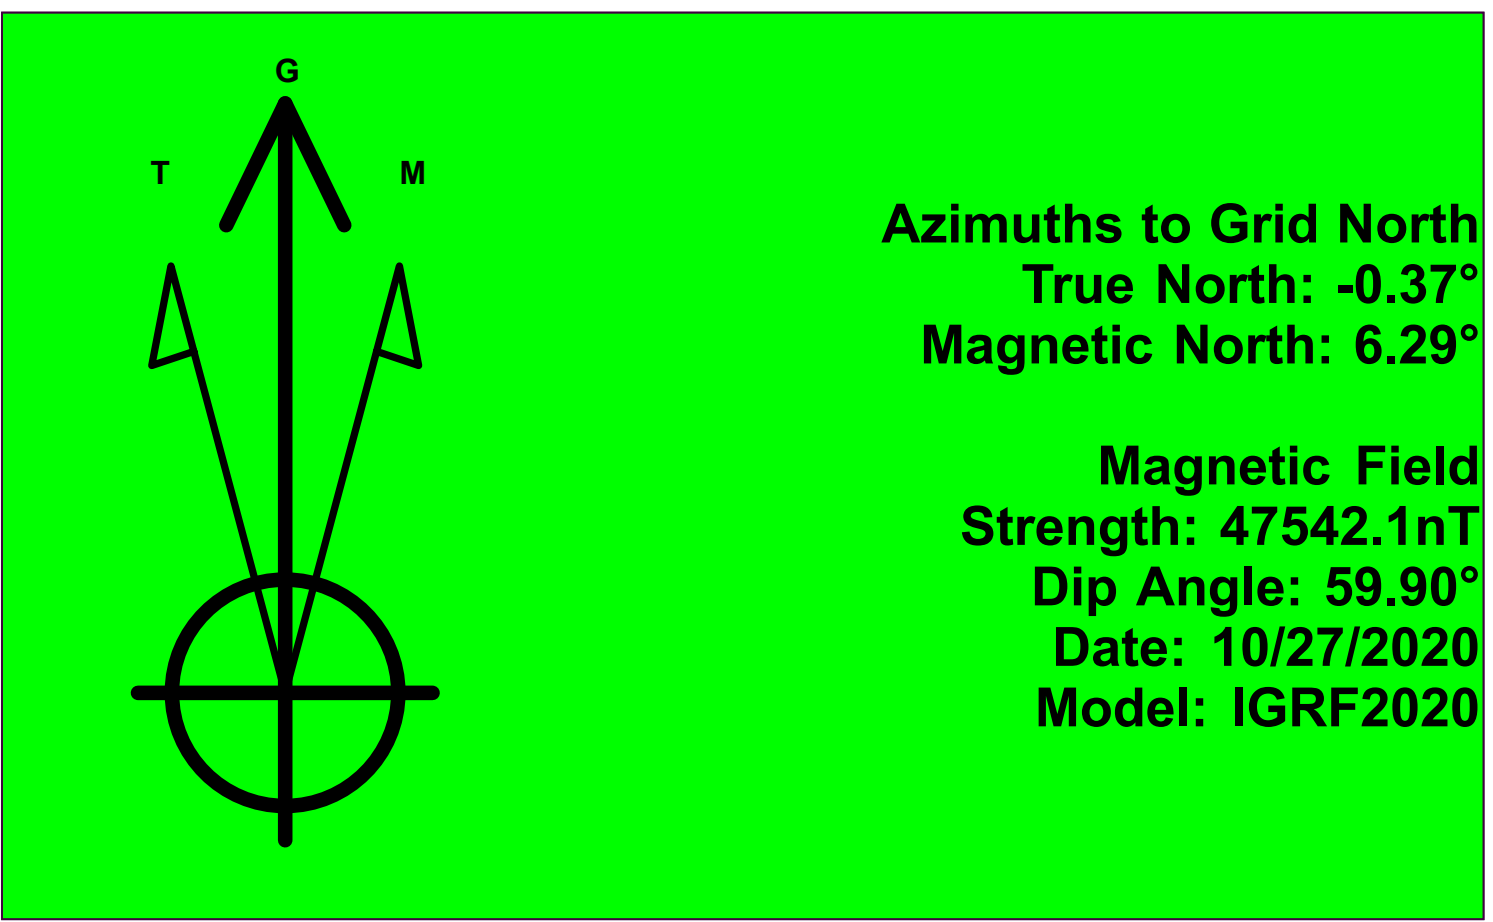 G
T
M
Azimuths to Grid North
True North: -0.37°
Magnetic North: 6.29°
Magnetic Field
Strength: 47542.1nT
Dip Angle: 59.90°
Date: 10/27/2020
Model: IGRF2020